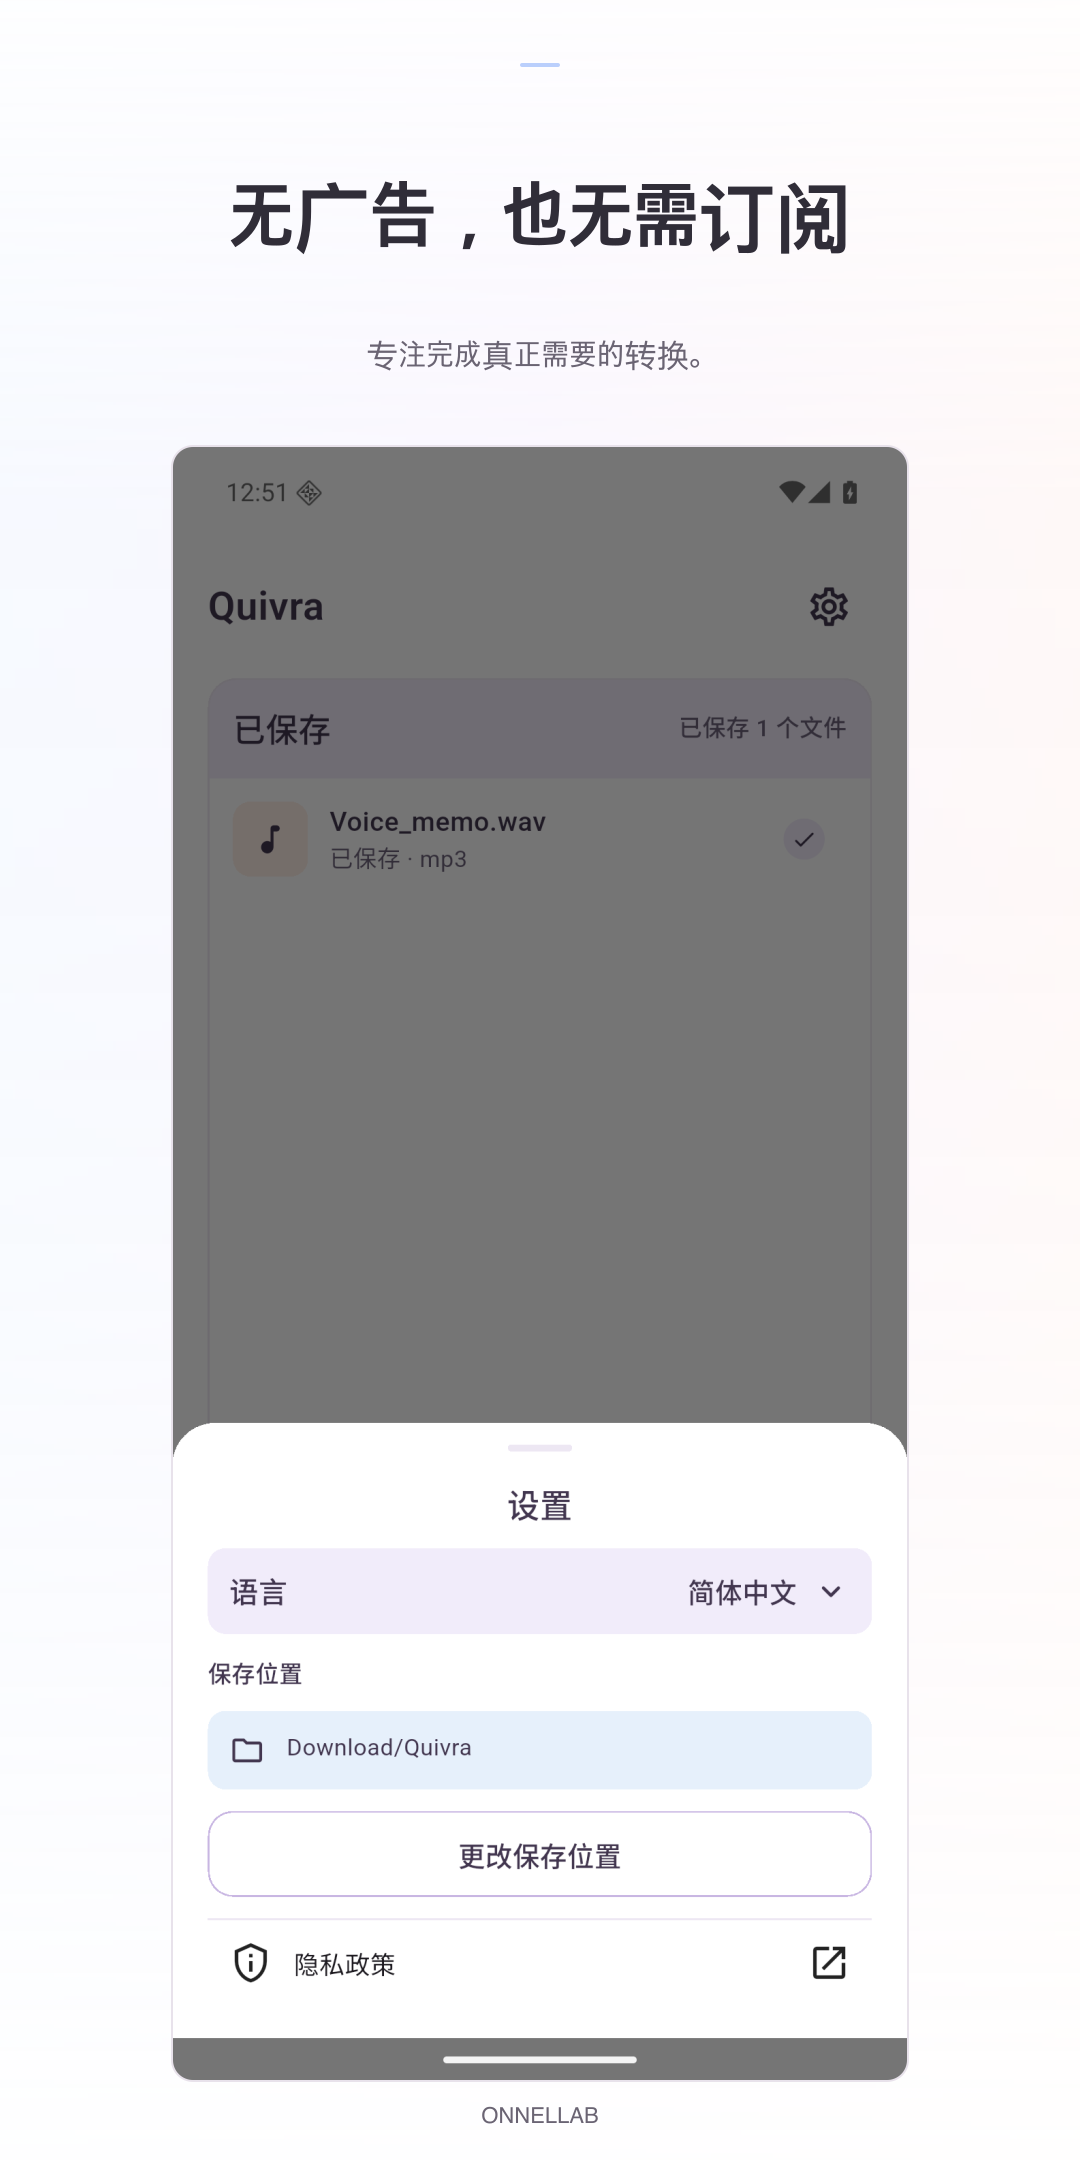 无广告，也无需订阅
专注完成真正需要的转换。
12:51
Quivra
已保存
已保存 1 个文件
Voice_memo.wav
已保存 · mp3
设置
语言
简体中文
保存位置
Download/Quivra
更改保存位置
隐私政策
ONNELLAB